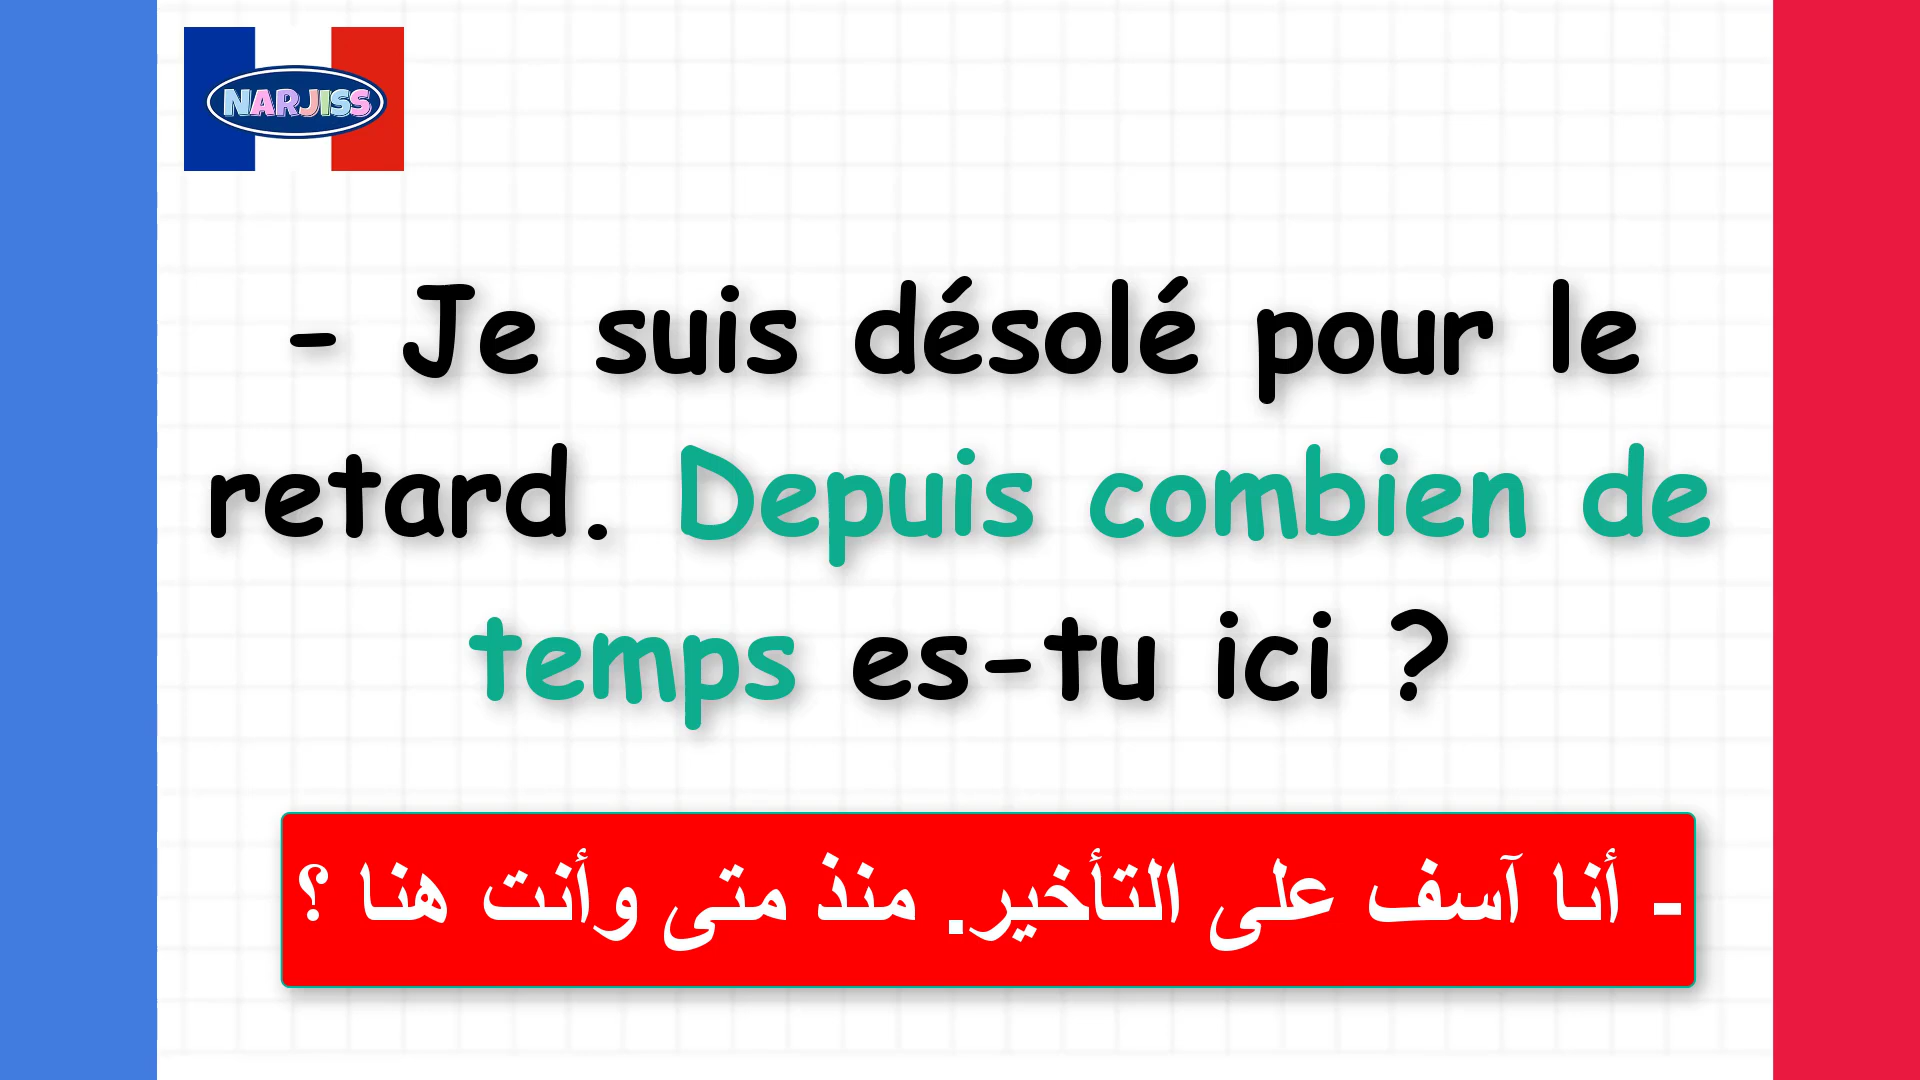 NARJISS
- Je suis désolé pour le
retard. Depuis combien de
temps es-tu ici ?
- أنا آسف على التأخير. منذ متى وأنت هنا ؟